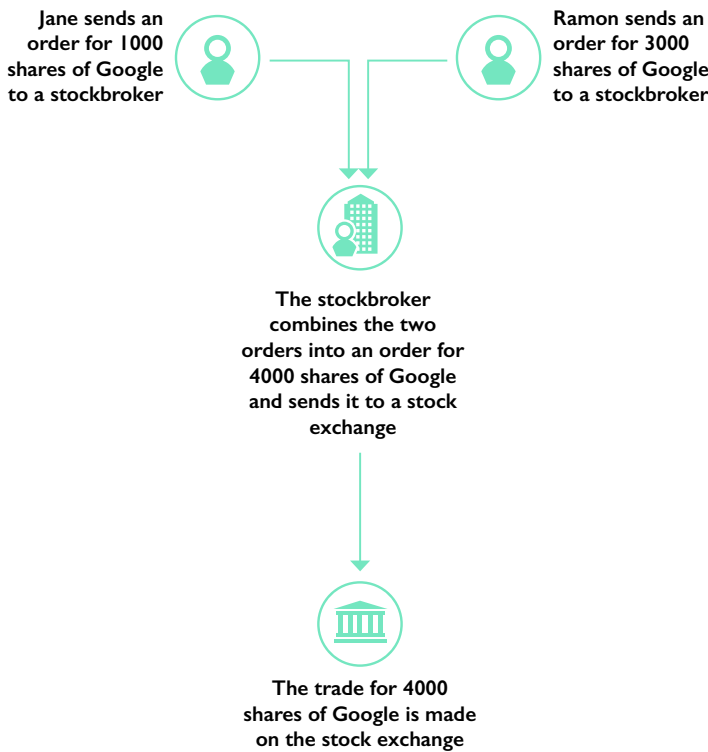 Jane sends an
order for 1000
shares of Google
to a stockbroker
Ramon sends an
order for 3000
shares of Google
to a stockbroker
The stockbroker
combines the two
orders into an order for
4000 shares of Google
and sends it to a stock
exchange
The trade for 4000
shares of Google is made
on the stock exchange